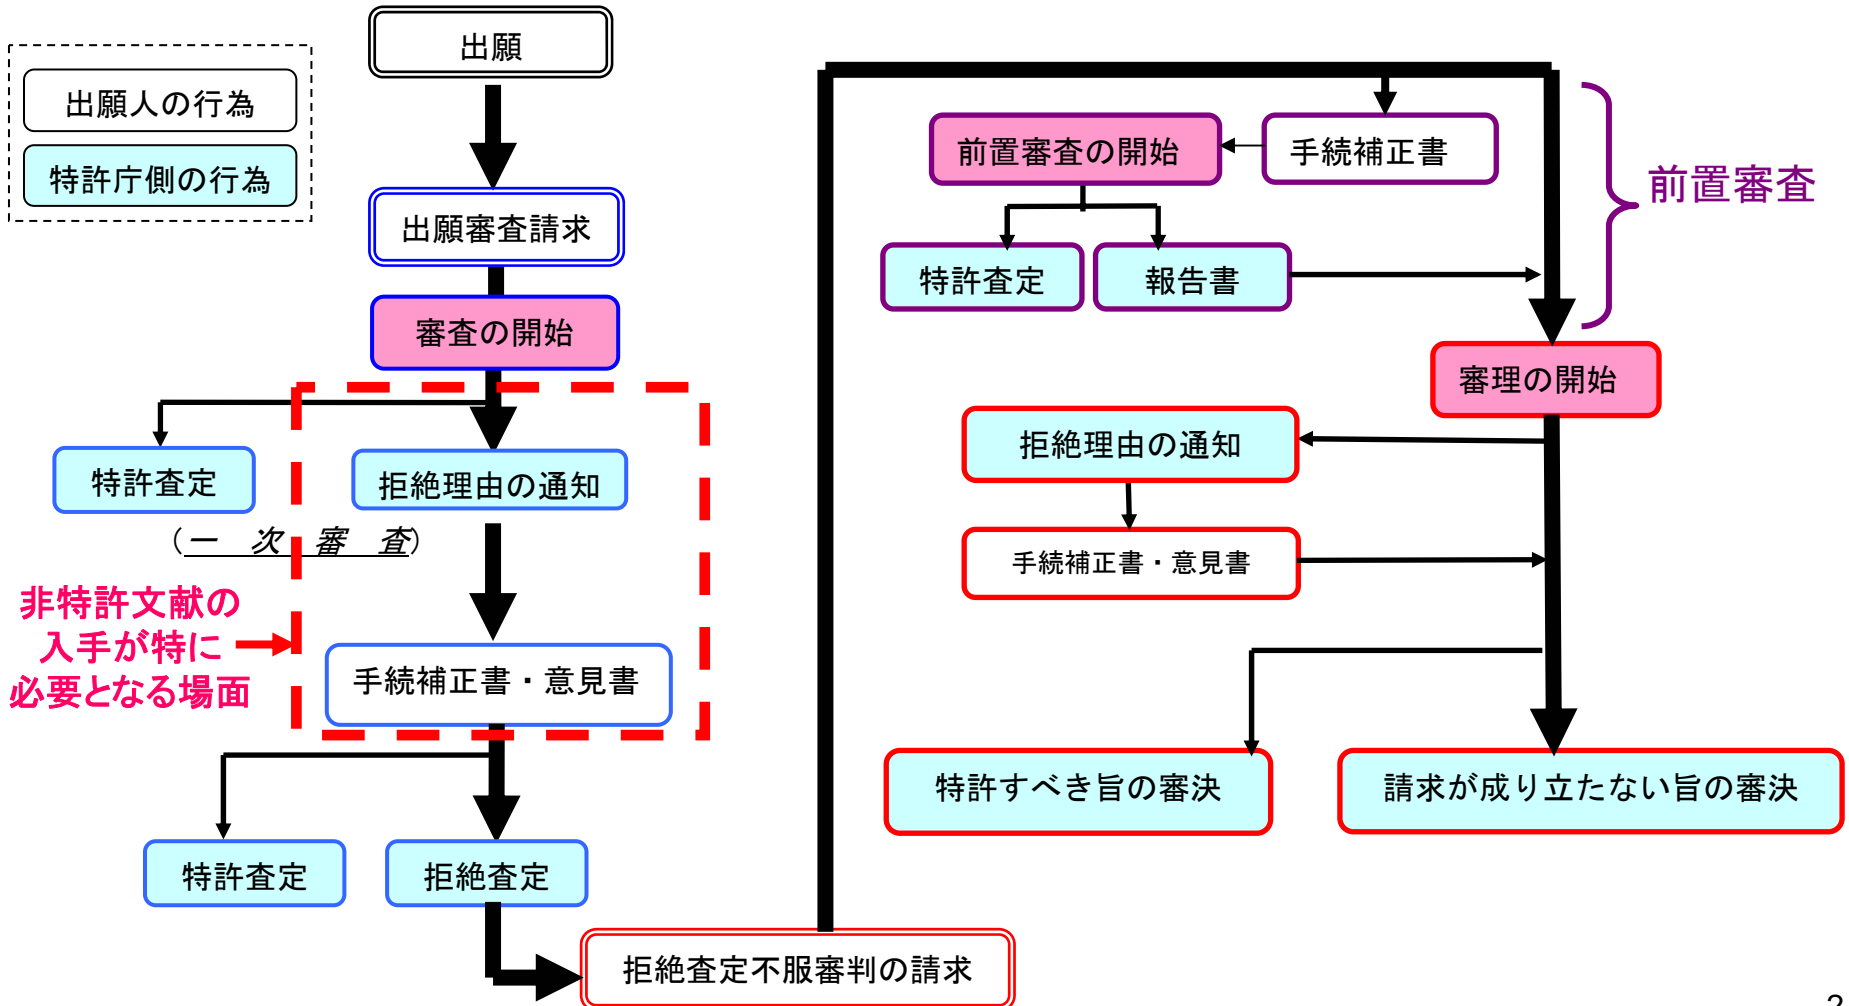 出願
出願人の行為
特許庁側の行為
出願審査請求
審査の開始
特許査定
拒絶理由の通知
（一　次　審　査）
非特許文献の
入手が特に
必要となる場面
手続補正書・意見書
特許査定
拒絶査定
拒絶査定不服審判の請求
前置審査の開始
手続補正書
前置審査
特許査定
報告書
審理の開始
拒絶理由の通知
手続補正書・意見書
特許すべき旨の審決
請求が成り立たない旨の審決
2